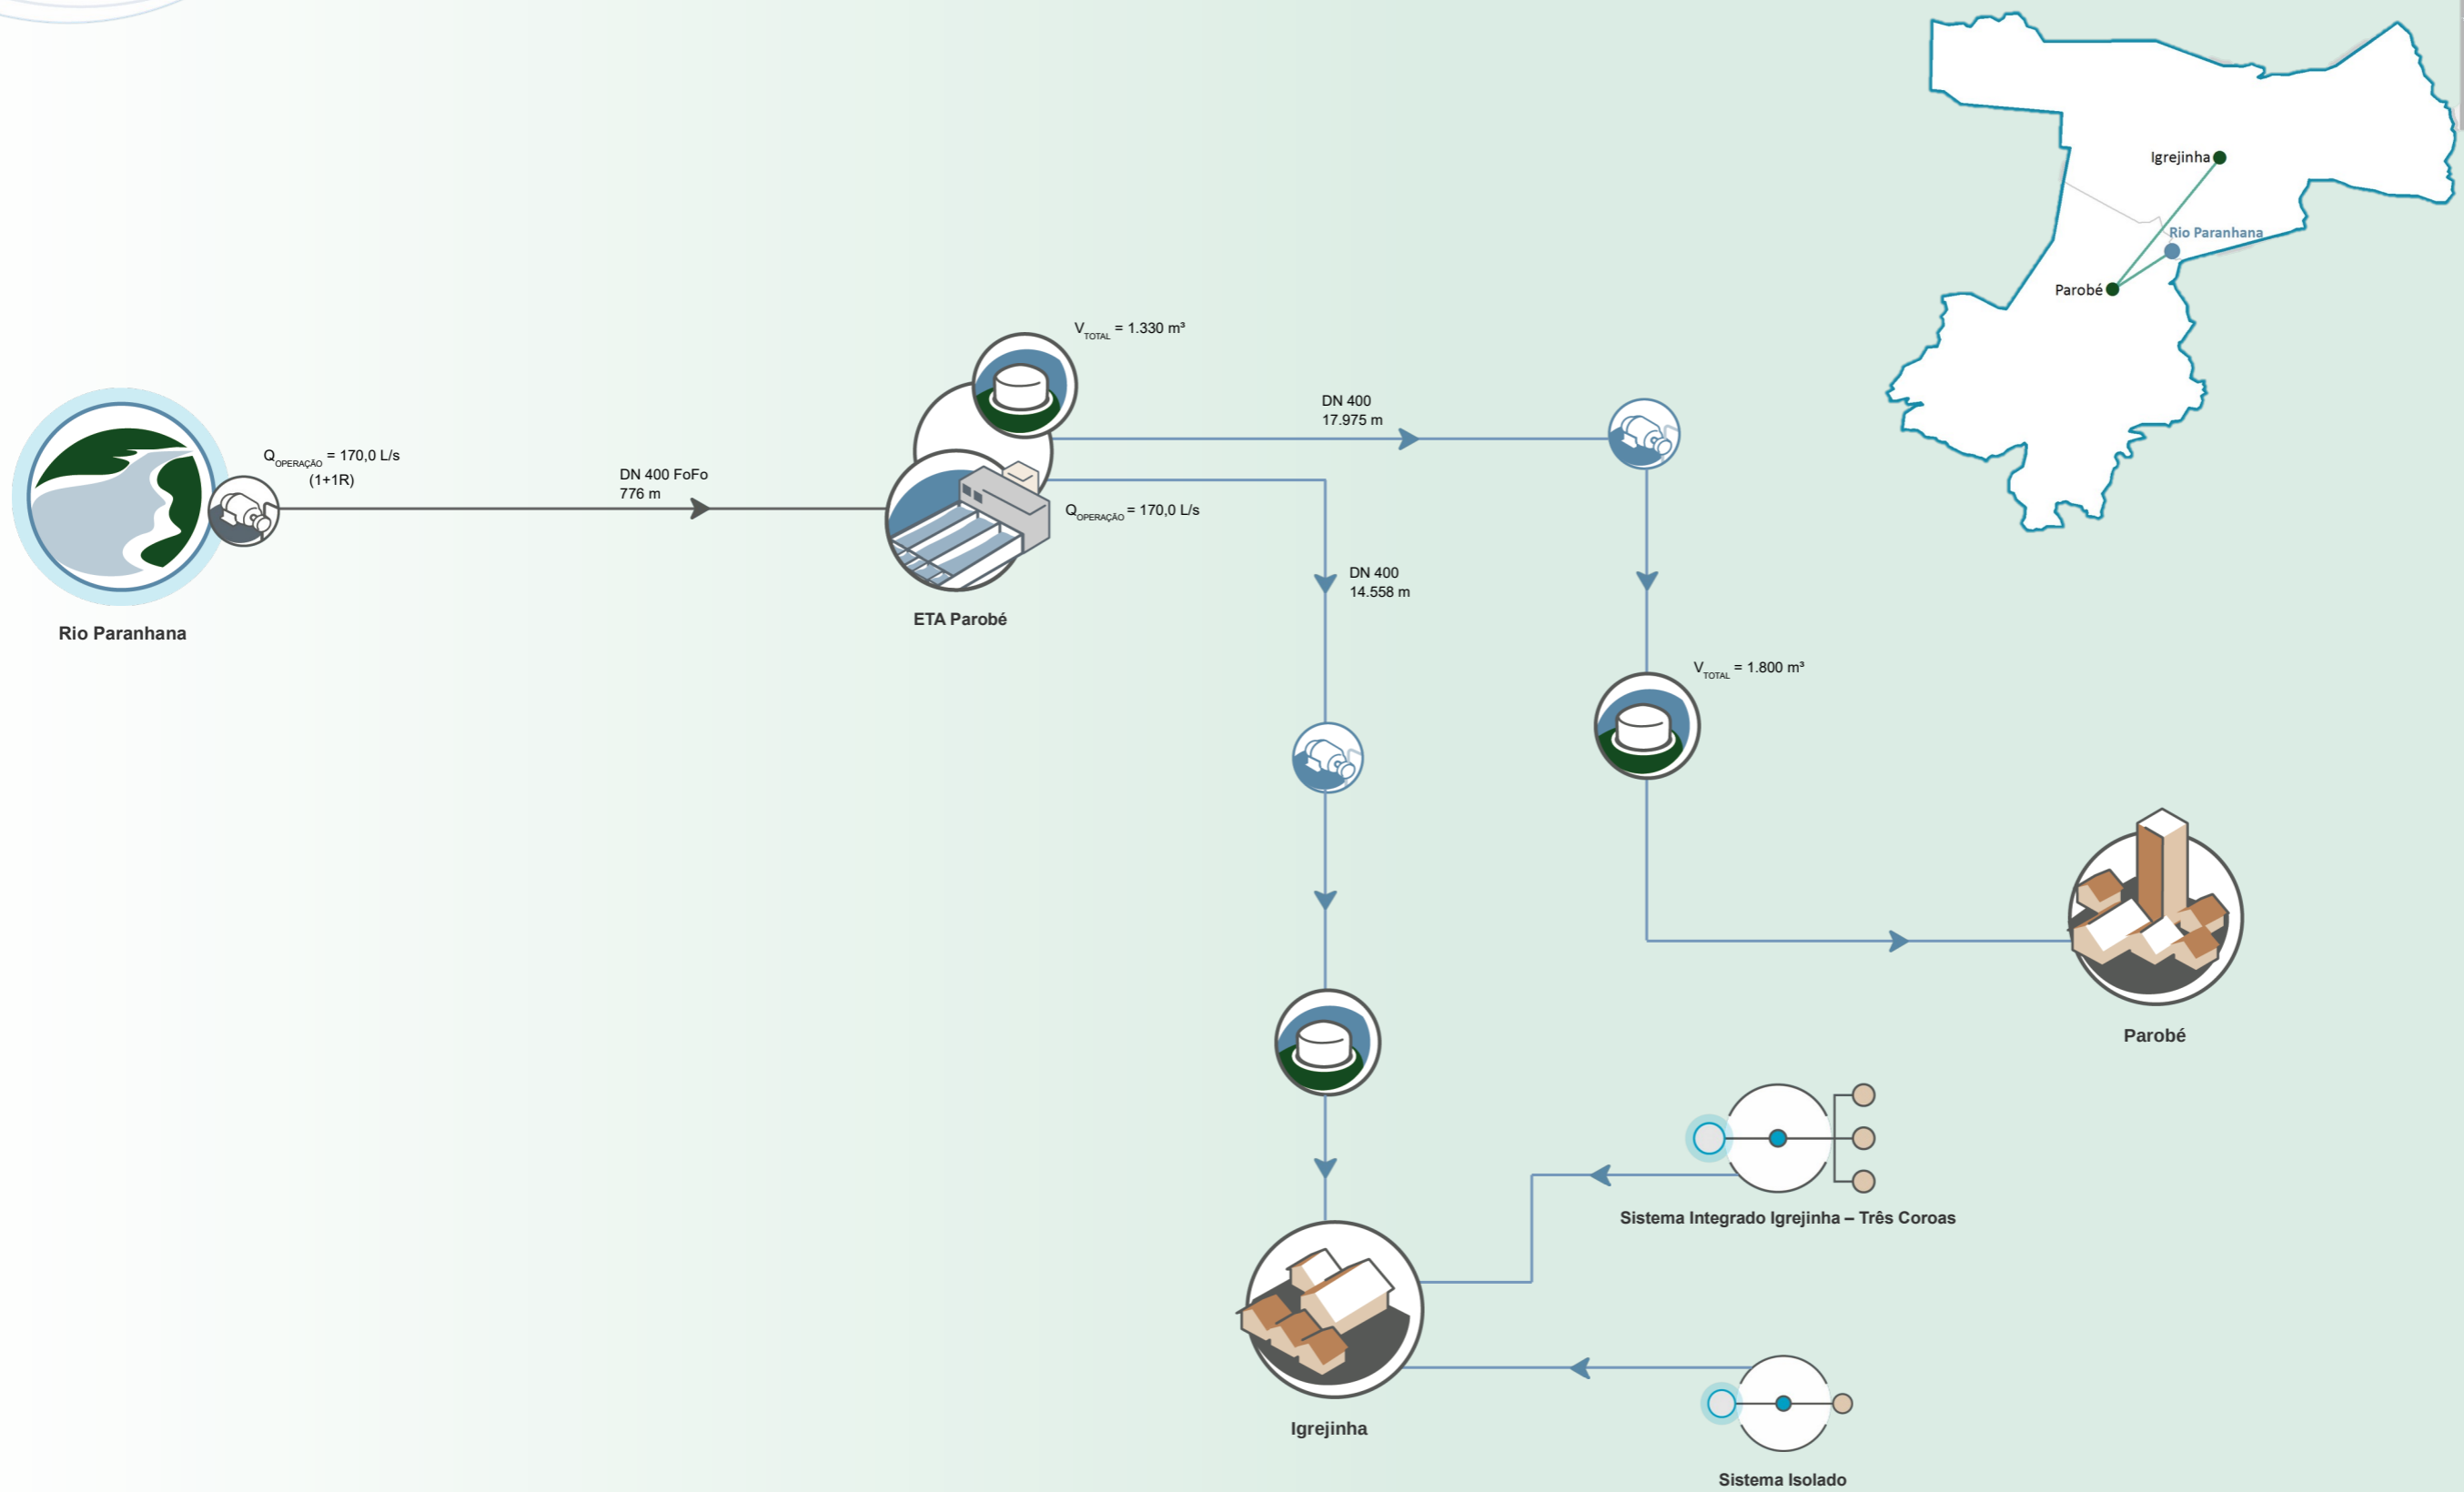 Igrejinha
Rio Paranhana
Parobé
V TOTAL = 1.330 m³
DN 400
17.975 m
Q OPERAÇÃO = 170,0 L/s
(1+1R)
DN 400 FoFo
776 m
Q OPERAÇÃO = 170,0 L/s
DN 400
14.558 m
ETA Parobé
Rio Paranhana
V TOTAL = 1.800 m³
Parobé
Sistema Integrado Igrejinha – Três Coroas
Igrejinha
Sistema Isolado